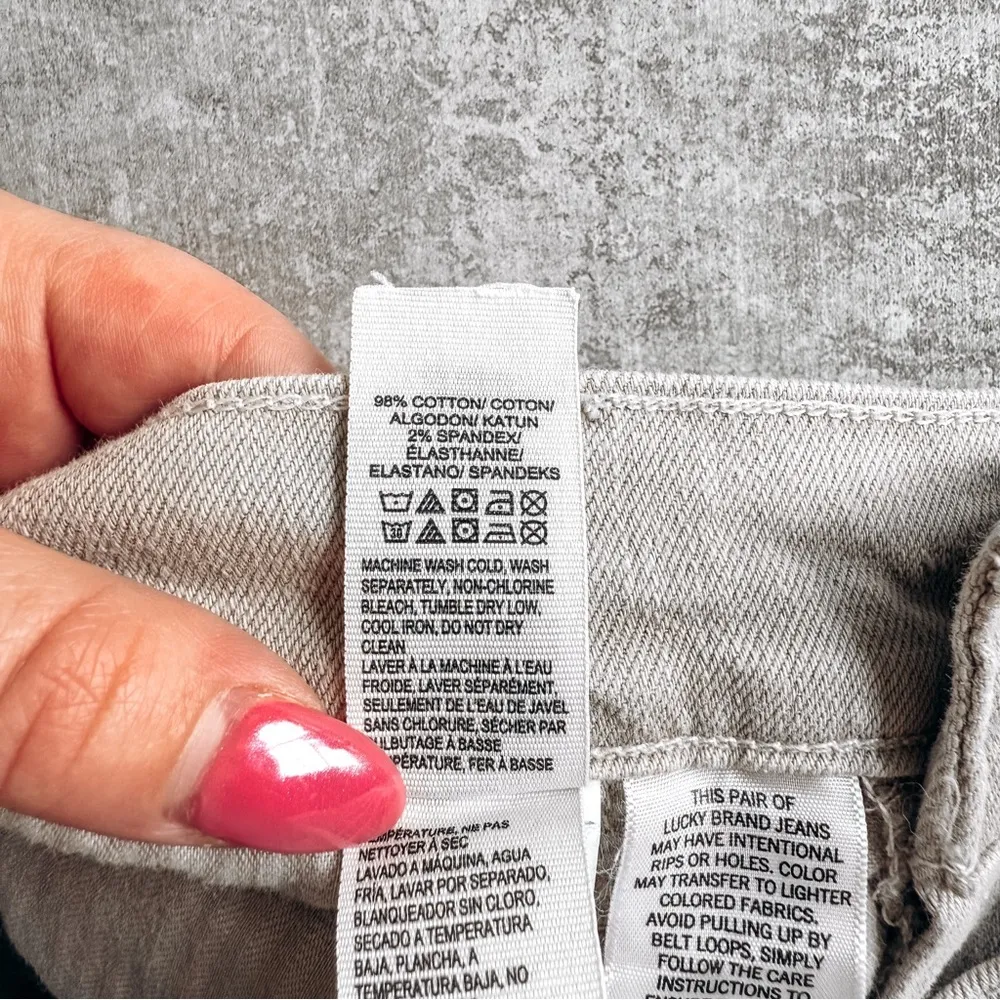 98% COTTON/ COTON/
ALGODON/ KATUN
2% SPANDEX/
ÉLASTHANNE/
ELASTANO/ SPANDEKS
30
MACHINE WASH COLD, WASH
SEPARATELY, NON-CHLORINE
BLEACH, TUMBLE DRY LOW,
COOL IRON, DO NOT DRY
CLEAN
LAVER À LA MACHINE À L'EAU
FROIDE, LAVER SÉPARÉMENT,
SEULEMENT DE L'EAU DE JAVEL
SANS CHLORURE, SÉCHER PAR
ULBUTAGE À BASSE
PÉRATURE, FER À BASSE
MPÉRATURE, NE PAS
NETTOYER À SEC
LAVADO A MÁQUINA, AGUA
FRÍA, LAVAR POR SEPARADO,
BLANQUEADOR SIN CLORO,
SECADO A TEMPERATURA
BAJA, PLANCHA, A
TEMPERATURA BAJA, NO
THIS PAIR OF
LUCKY BRAND JEANS
MAY HAVE INTENTIONAL
RIPS OR HOLES. COLOR
MAY TRANSFER TO LIGHTER
COLORED FABRICS.
AVOID PULLING UP BY
BELT LOOPS, SIMPLY
FOLLOW THE CARE
INSTRUCTIONS TO